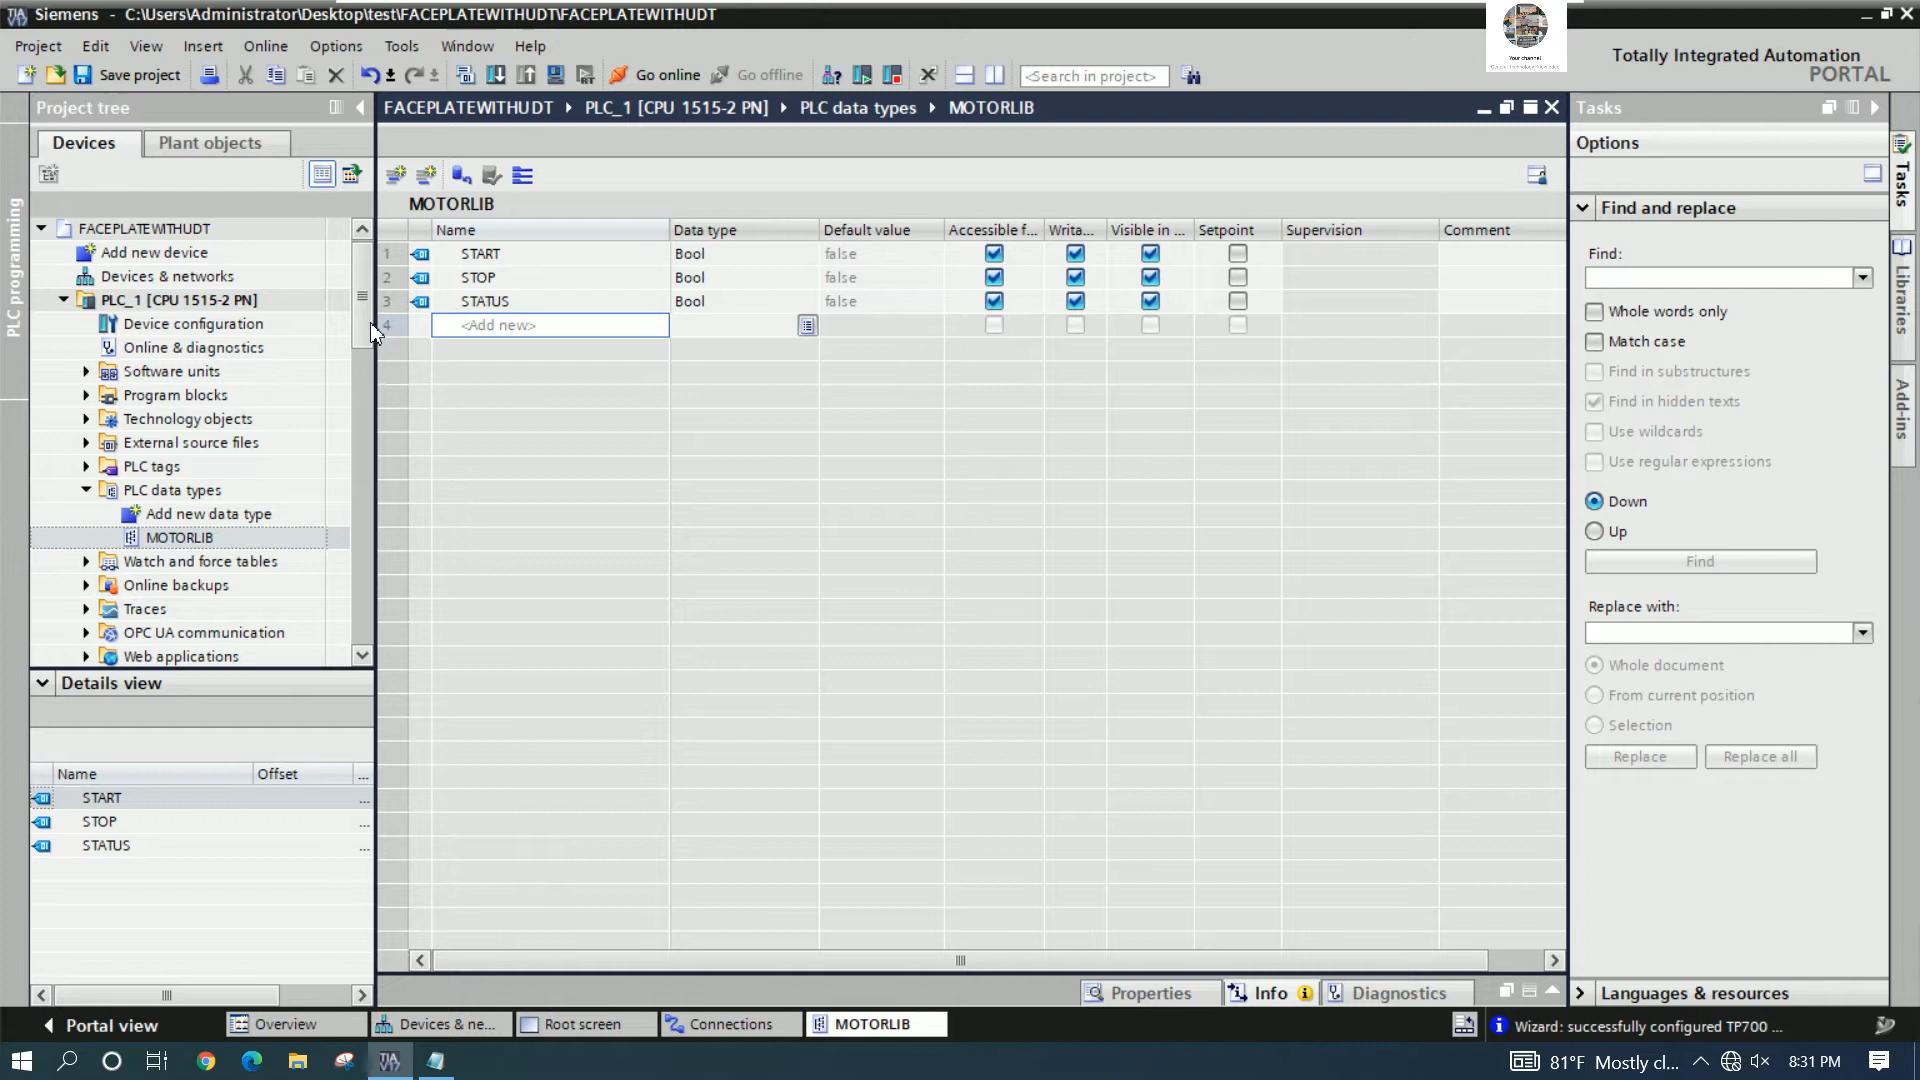 Siemens - C:\Users\Administrator\Desktop\test\FACEPLATEWITHUDT\FACEPLATEWITHUDT
Your channel
Project Edit View Insert Online Options Tools Window Help
Totally Integrated Automation
PORTAL
Save project
Go online
Go offline
<Search in project>
Project tree
FACEPLATEWITHUDT
PLC_1 [CPU 1515-2 PN]
PLC data types
MOTORLIB
Tasks
Devices
Plant objects
Options
PLC programming
MOTORLIB
Find and replace
FACEPLATEWITHUDT
Add new device
Devices & networks
PLC_1 [CPU 1515-2 PN]
Device configuration
Online & diagnostics
Software units
Program blocks
Technology objects
External source files
PLC tags
PLC data types
Add new data type
MOTORLIB
Watch and force tables
Online backups
Traces
OPC UA communication
Web applications
Name Data type Default value Accessible f... Writa... Visible in ... Setpoint Supervision Comment
1 START Bool false
2 STOP Bool false
3 STATUS Bool false
4 <Add new>
Find:
Whole words only
Match case
Find in substructures
Find in hidden texts
Use wildcards
Use regular expressions
Down
Up
Find
Replace with:
Whole document
From current position
Selection
Replace
Replace all
Languages & resources
Tasks
Libraries
Add-ins
Details view
Name Offset ...
START ...
STOP ...
STATUS ...
Properties
Info
Diagnostics
Portal view
Overview
Devices & ne...
Root screen
Connections
MOTORLIB
Wizard: successfully configured TP700 ...
81°F Mostly cl...
8:31 PM